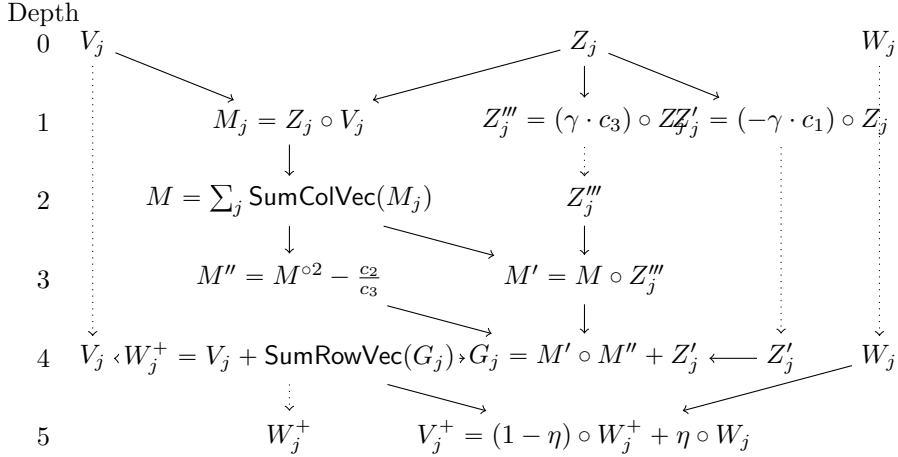 Depth
0 V_j Z_j W_j
1 M_j = Z_j ∘ V_j Z‴_j = (γ · c_3) ∘ Z_j Z′_j = (−γ · c_1) ∘ Z_j
2 M = ∑_j SumColVec(M_j) Z‴_j
3 M″ = M^{∘2} − c_2/c_3 M′ = M ∘ Z‴_j
4 V_j W_j^+ = V_j + SumRowVec(G_j) G_j = M′ ∘ M″ + Z′_j Z′_j W_j
5 W_j^+ V_j^+ = (1 − η) ∘ W_j^+ + η ∘ W_j